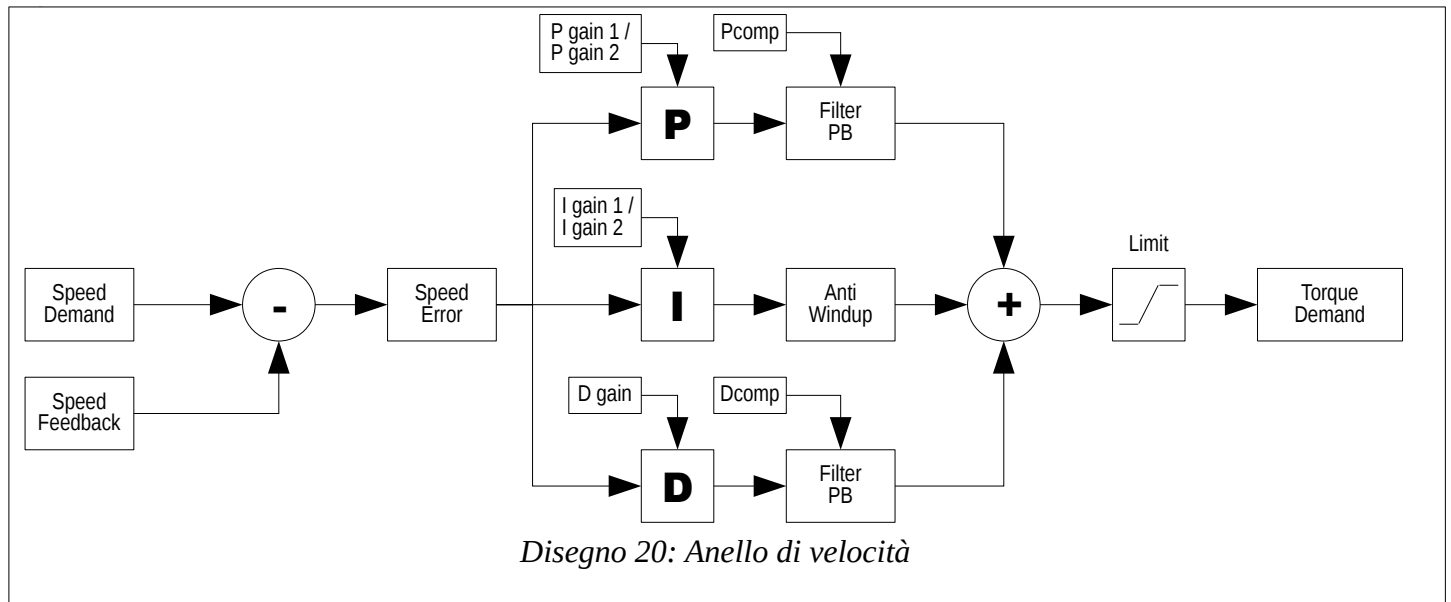 P gain 1 /
P gain 2
Pcomp
P
Filter
PB
I gain 1 /
I gain 2
Limit
Speed
Demand
-
Speed
Error
I
Anti
Windup
+
Torque
Demand
Speed
Feedback
D gain
Dcomp
D
Filter
PB
Disegno 20: Anello di velocità